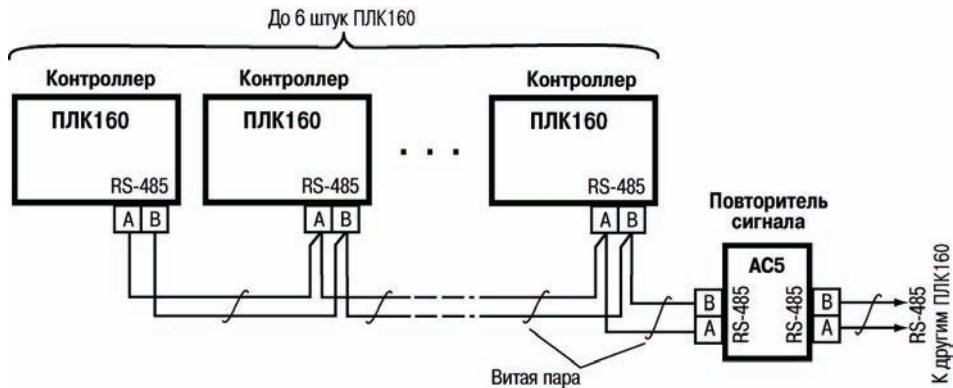 До 6 штук ПЛК160
Контроллер
ПЛК160
RS-485
A B
Контроллер
ПЛК160
RS-485
A B
. . .
Контроллер
ПЛК160
RS-485
A B
Повторитель
сигнала
АС5
B
A
RS-485
RS-485
B
A
RS-485
К другим ПЛК160
Витая пара